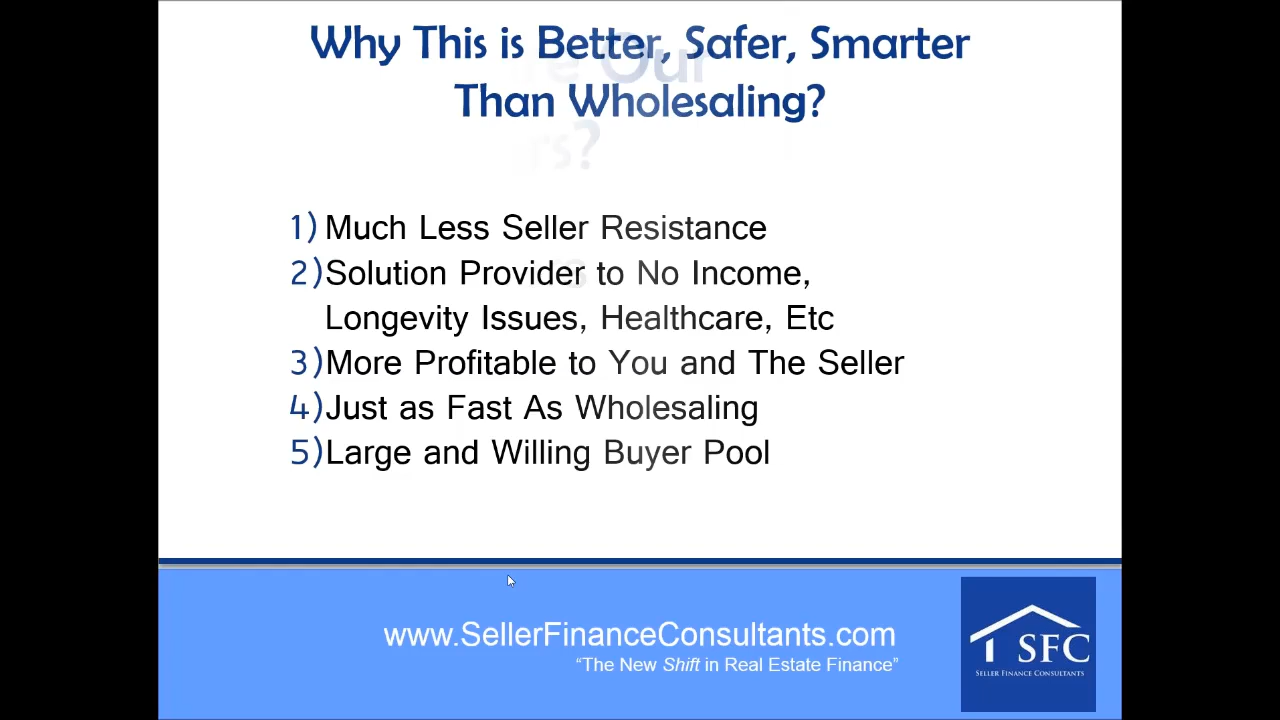 Why This is Better, Safer, Smarter
Than Wholesaling?
Our
?
1) Much Less Seller Resistance
2) Solution Provider to No Income,
Longevity Issues, Healthcare, Etc
3) More Profitable to You and The Seller
4) Just as Fast As Wholesaling
5) Large and Willing Buyer Pool
www.SellerFinanceConsultants.com
“The New Shift in Real Estate Finance”
SFC
SELLER FINANCE CONSULTANTS